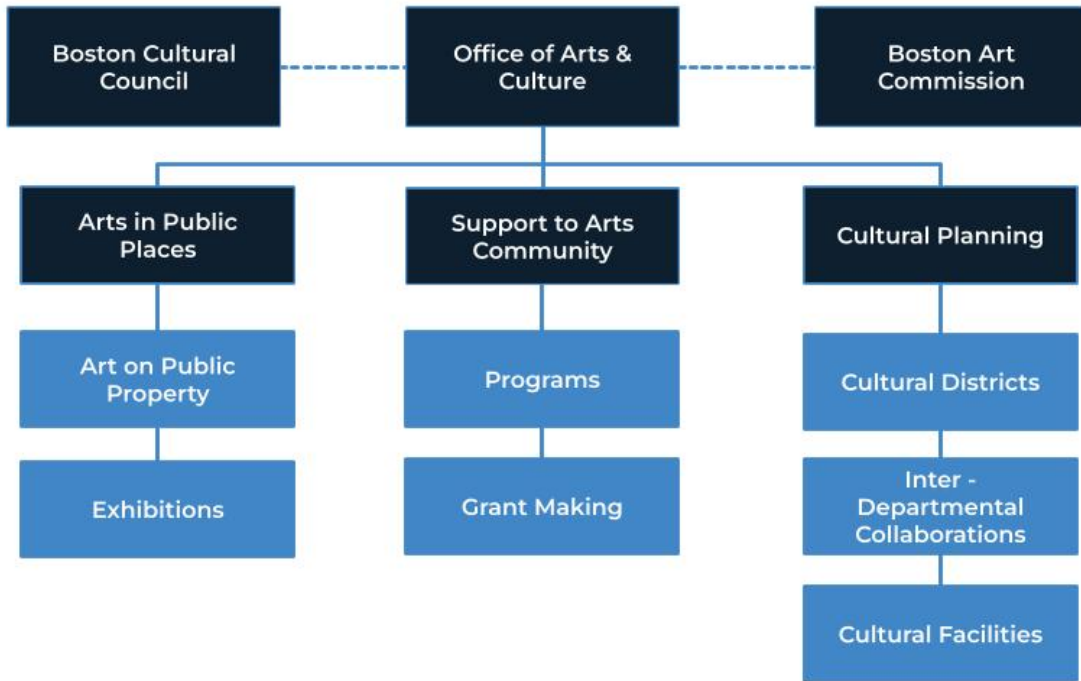 Boston Cultural
Council
Office of Arts &
Culture
Boston Art
Commission
Arts in Public
Places
Support to Arts
Community
Cultural Planning
Art on Public
Property
Programs
Cultural Districts
Exhibitions
Grant Making
Inter -
Departmental
Collaborations
Cultural Facilities